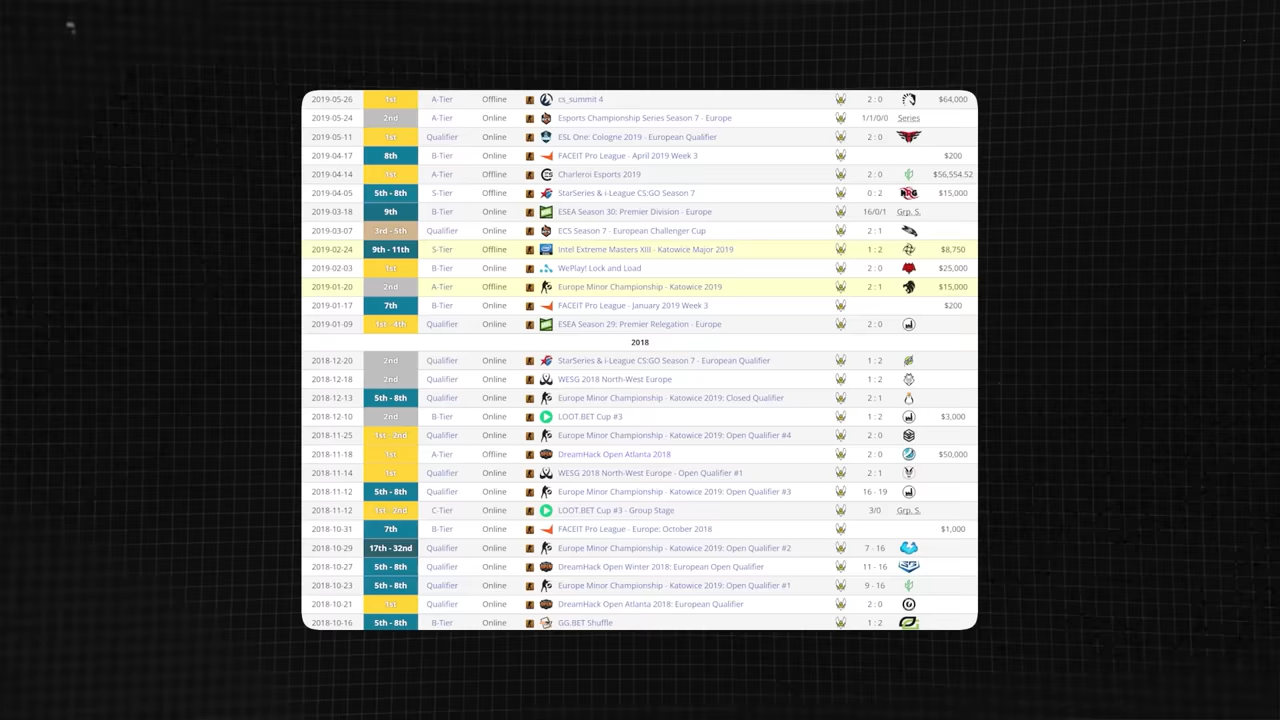 2019-05-26 1st A-Tier Offline cs_summit 4 2 : 0 $64,000
2019-05-24 2nd A-Tier Online Esports Championship Series Season 7 - Europe 1/1/0/0 Series
2019-05-11 1st Qualifier Online ESL One: Cologne 2019 - European Qualifier 2 : 0
2019-04-17 8th B-Tier Online FACEIT Pro League - April 2019 Week 3 $200
2019-04-14 1st A-Tier Offline Charleroi Esports 2019 2 : 0 $56,554.52
2019-04-05 5th - 8th S-Tier Offline StarSeries & i-League CS:GO Season 7 0 : 2 NRG $15,000
2019-03-18 9th B-Tier Online ESEA Season 30: Premier Division - Europe 16/0/1 Grp. S.
2019-03-07 3rd - 5th Qualifier Online ECS Season 7 - European Challenger Cup 2 : 1
2019-02-24 9th - 11th S-Tier Offline Intel Extreme Masters XIII - Katowice Major 2019 1 : 2 $8,750
2019-02-03 1st B-Tier Online WePlay! Lock and Load 2 : 0 $25,000
2019-01-20 2nd A-Tier Offline Europe Minor Championship - Katowice 2019 2 : 1 $15,000
2019-01-17 7th B-Tier Online FACEIT Pro League - January 2019 Week 3 $200
2019-01-09 1st - 4th Qualifier Online ESEA Season 29: Premier Relegation - Europe 2 : 0
2018
2018-12-20 2nd Qualifier Online StarSeries & i-League CS:GO Season 7 - European Qualifier 1 : 2
2018-12-18 2nd Qualifier Online WESG 2018 North-West Europe 1 : 2
2018-12-13 5th - 8th Qualifier Online Europe Minor Championship - Katowice 2019: Closed Qualifier 2 : 1
2018-12-10 2nd B-Tier Online LOOT.BET Cup #3 1 : 2 $3,000
2018-11-25 1st - 2nd Qualifier Online Europe Minor Championship - Katowice 2019: Open Qualifier #4 2 : 0
2018-11-18 1st A-Tier Offline DreamHack Open Atlanta 2018 2 : 0 $50,000
2018-11-14 1st Qualifier Online WESG 2018 North-West Europe - Open Qualifier #1 2 : 1
2018-11-12 5th - 8th Qualifier Online Europe Minor Championship - Katowice 2019: Open Qualifier #3 16 - 19
2018-11-12 1st - 2nd C-Tier Online LOOT.BET Cup #3 - Group Stage 3/0 Grp. S.
2018-10-31 7th B-Tier Online FACEIT Pro League - Europe: October 2018 $1,000
2018-10-29 17th - 32nd Qualifier Online Europe Minor Championship - Katowice 2019: Open Qualifier #2 7 - 16
2018-10-27 5th - 8th Qualifier Online DreamHack Open Winter 2018: European Open Qualifier 11 - 16
2018-10-23 5th - 8th Qualifier Online Europe Minor Championship - Katowice 2019: Open Qualifier #1 9 - 16
2018-10-21 1st Qualifier Online DreamHack Open Atlanta 2018: European Qualifier 2 : 0
2018-10-16 5th - 8th B-Tier Online GG.BET Shuffle 1 : 2